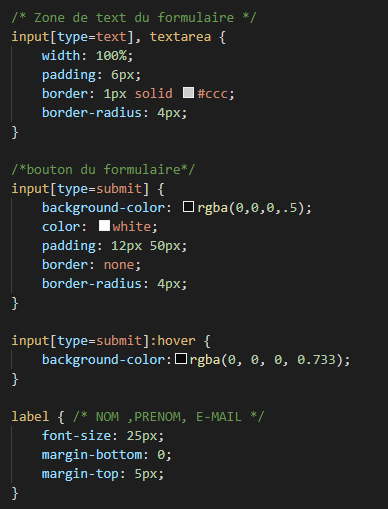 /* Zone de text du formulaire */
input[type=text], textarea {
    width: 100%;
    padding: 6px;
    border: 1px solid #ccc;
    border-radius: 4px;
}

/*bouton du formulaire*/
input[type=submit] {
    background-color: rgba(0,0,0,.5);
    color: white;
    padding: 12px 50px;
    border: none;
    border-radius: 4px;
}

input[type=submit]:hover {
    background-color:rgba(0, 0, 0, 0.733);
}

label { /* NOM ,PRENOM, E-MAIL */
    font-size: 25px;
    margin-bottom: 0;
    margin-top: 5px;
}